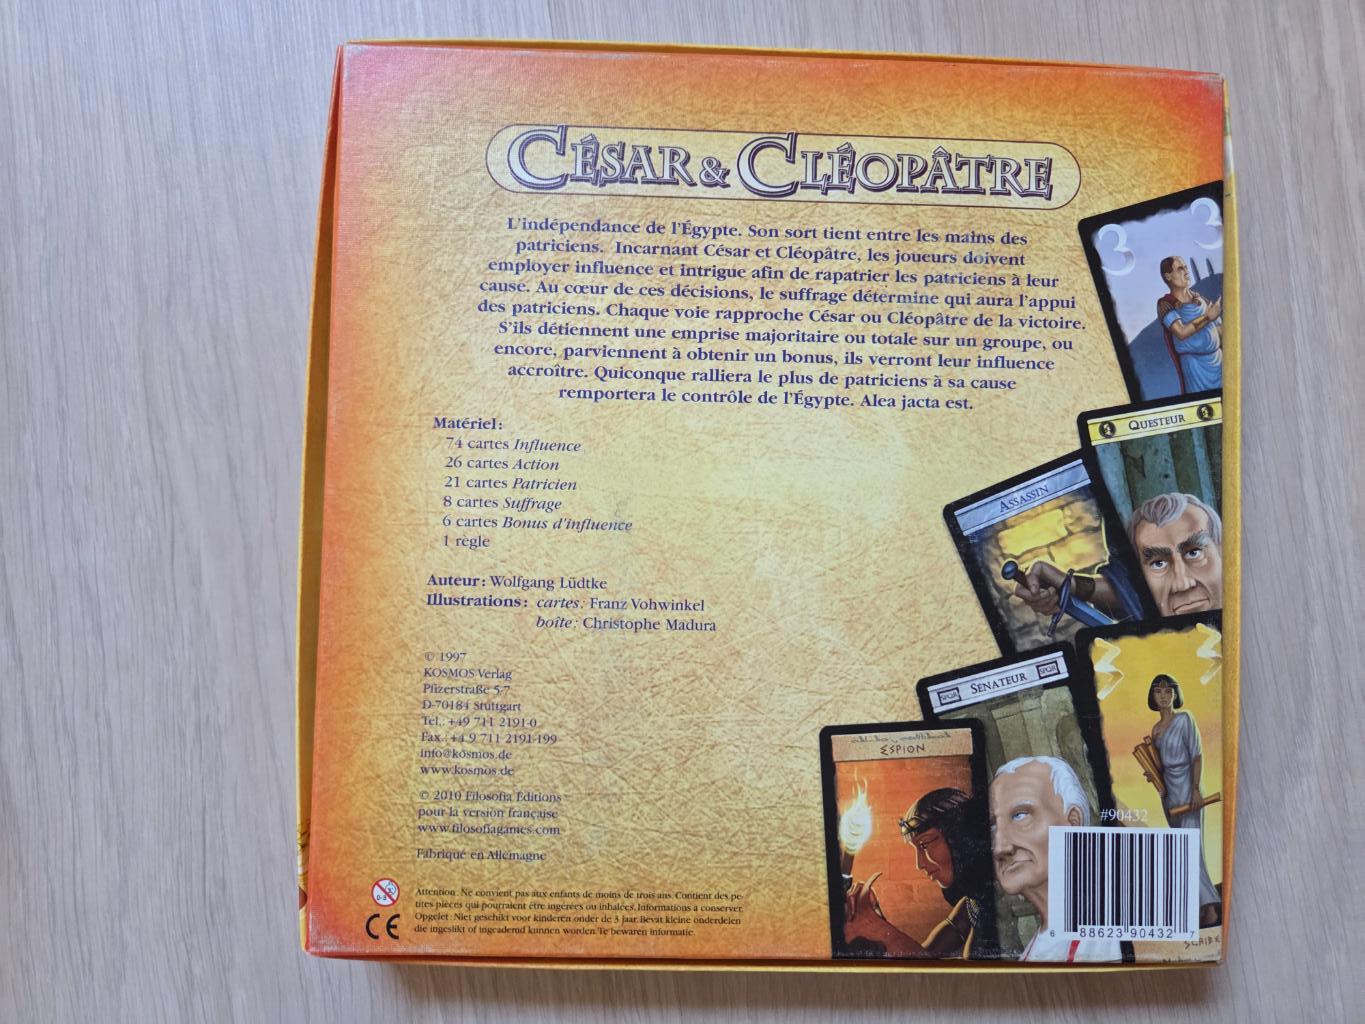 CÉSAR & CLÉOPÂTRE
L'indépendance de l'Égypte. Son sort tient entre les mains des
patriciens. Incarnant César et Cléopâtre, les joueurs doivent
employer influence et intrigue afin de rapatrier les patriciens à leur
cause. Au cœur de ces décisions, le suffrage détermine qui aura l'appui
des patriciens. Chaque voie rapproche César ou Cléopâtre de la victoire.
S'ils détiennent une emprise majoritaire ou totale sur un groupe, ou
encore, parviennent à obtenir un bonus, ils verront leur influence
accroître. Quiconque ralliera le plus de patriciens à sa cause
remportera le contrôle de l'Égypte. Alea jacta est.
Matériel:
74 cartes Influence
26 cartes Action
21 cartes Patricien
8 cartes Suffrage
6 cartes Bonus d'influence
1 règle
Auteur: Wolfgang Lüdtke
Illustrations: cartes: Franz Vohwinkel
boîte: Christophe Madura
© 1997
KOSMOS Verlag
Pfizerstraße 5-7
D-70184 Stuttgart
Tel.: +49 711 2191-0
Fax.: +4 9 711 2191-199
info@kosmos.de
www.kosmos.de
© 2010 Filosofia Éditions
pour la version française
www.filosofiagames.com
Fabriqué en Allemagne
0-3
Attention: Ne convient pas aux enfants de moins de trois ans. Contient des pe-
tites pièces qui pourraient être ingérées ou inhalées. Informations à conserver.
Opgelet: Niet geschikt voor kinderen onder de 3 jaar. Bevat kleine onderdelen
die ingeslikt of ingeademd kunnen worden. Te bewaren informatie.
CE
3 3
QUESTEUR
ASSASSIN
3 3
SPQR SÉNATEUR SPQR
ESPION
SCRIBE
#90432
6 88623 90432 7